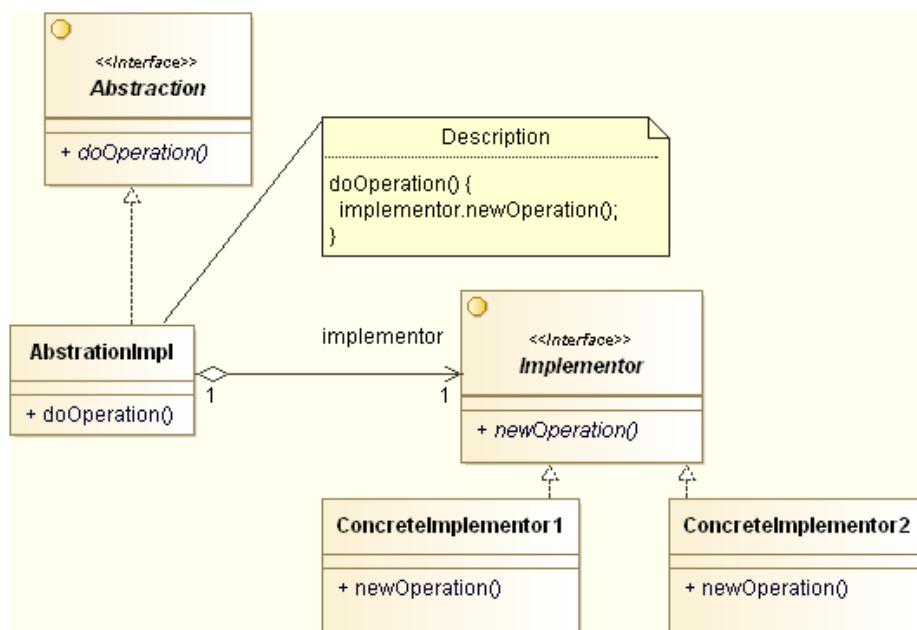 <<Interface>>
Abstraction
+ doOperation()
Description
doOperation() {
implementor.newOperation();
}
AbstrationImpl
+ doOperation()
implementor
1
1
<<Interface>>
Implementor
+ newOperation()
ConcreteImplementor1
+ newOperation()
ConcreteImplementor2
+ newOperation()